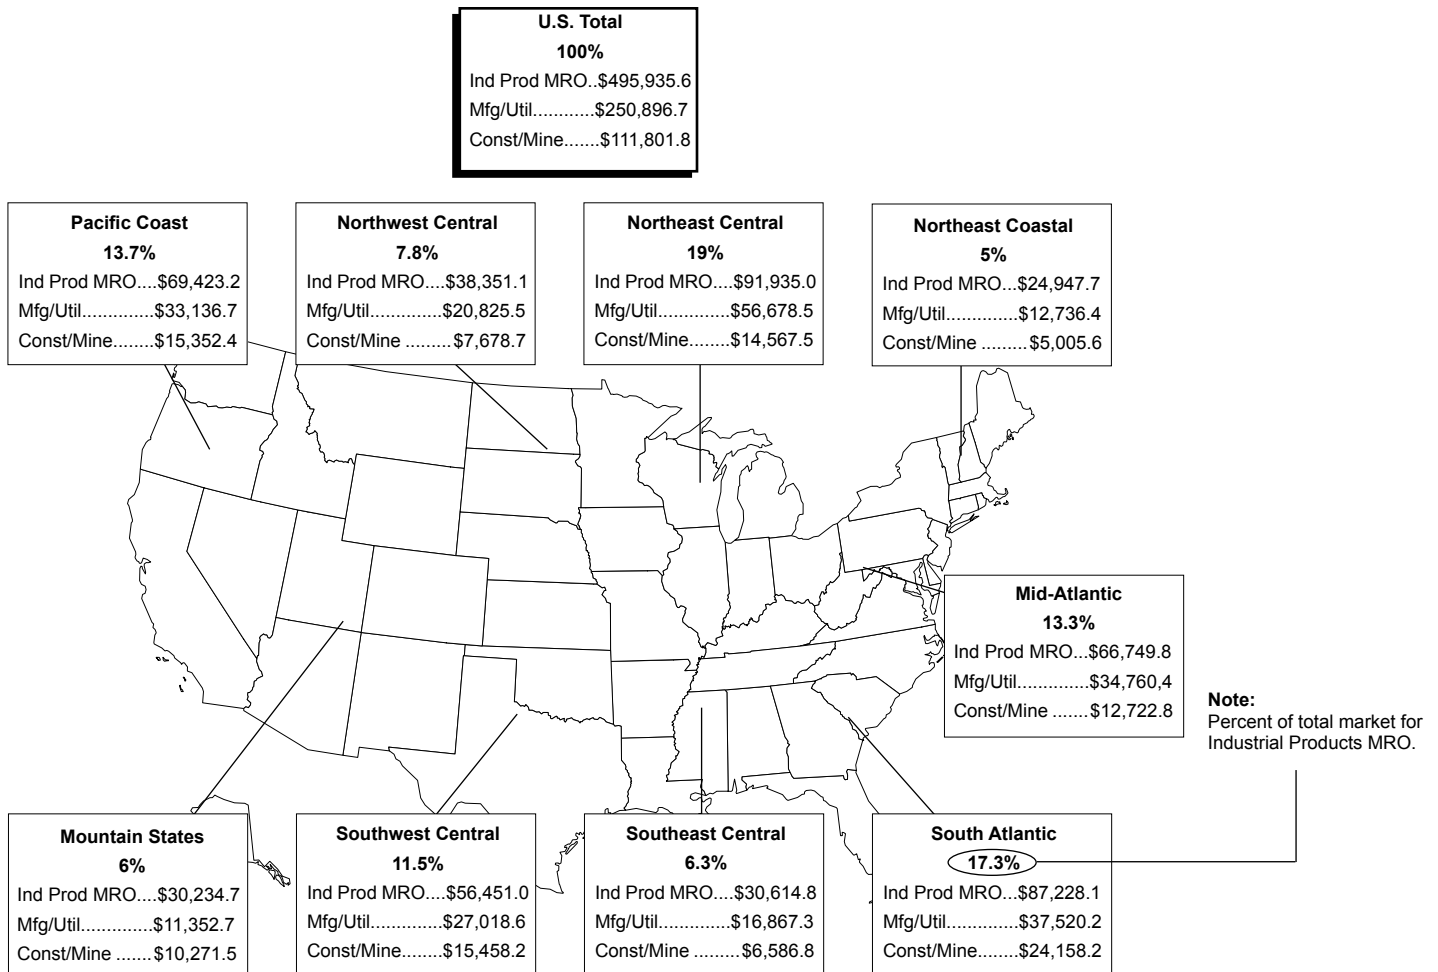 U.S. Total
100%
Ind Prod MRO..$495,935.6
Mfg/Util............$250,896.7
Const/Mine.......$111,801.8
Pacific Coast
13.7%
Ind Prod MRO....$69,423.2
Mfg/Util..............$33,136.7
Const/Mine........$15,352.4
Northwest Central
7.8%
Ind Prod MRO....$38,351.1
Mfg/Util..............$20,825.5
Const/Mine .........$7,678.7
Northeast Central
19%
Ind Prod MRO....$91,935.0
Mfg/Util..............$56,678.5
Const/Mine........$14,567.5
Northeast Coastal
5%
Ind Prod MRO...$24,947.7
Mfg/Util..............$12,736.4
Const/Mine .........$5,005.6
Mid-Atlantic
13.3%
Ind Prod MRO...$66,749.8
Mfg/Util..............$34,760,4
Const/Mine .......$12,722.8
Note:
Percent of total market for
Industrial Products MRO.
Mountain States
6%
Ind Prod MRO....$30,234.7
Mfg/Util..............$11,352.7
Const/Mine .......$10,271.5
Southwest Central
11.5%
Ind Prod MRO....$56,451.0
Mfg/Util..............$27,018.6
Const/Mine........$15,458.2
Southeast Central
6.3%
Ind Prod MRO....$30,614.8
Mfg/Util..............$16,867.3
Const/Mine .........$6,586.8
South Atlantic
17.3%
Ind Prod MRO....$87,228.1
Mfg/Util..............$37,520.2
Const/Mine........$24,158.2